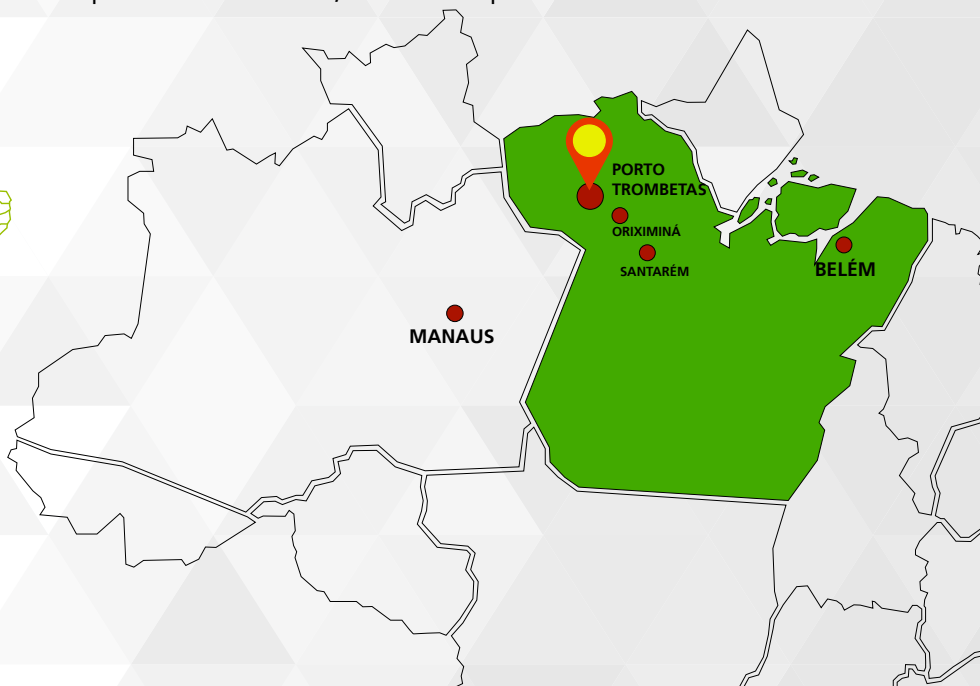 PORTO
TROMBETAS
ORIXIMINÁ
SANTARÉM
BELÉM
MANAUS